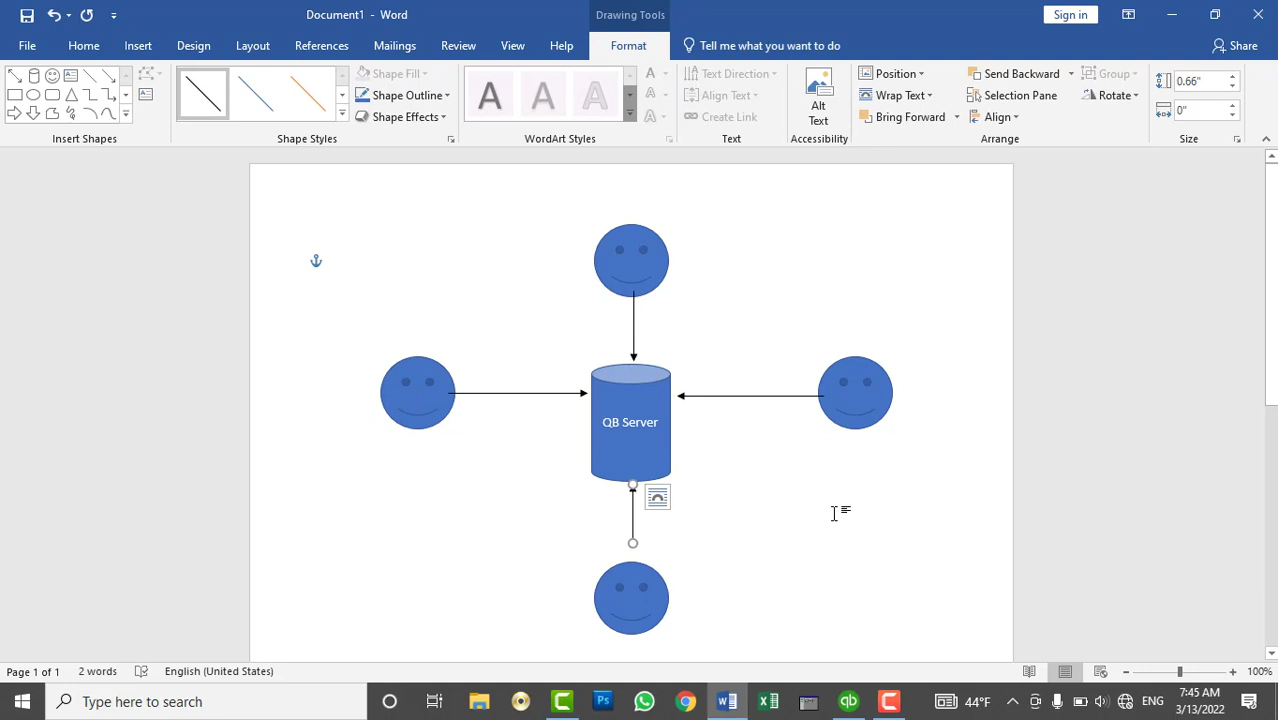 Document1 - Word
Drawing Tools
Sign in
File
Home
Insert
Design
Layout
References
Mailings
Review
View
Help
Format
Tell me what you want to do
Share
Shape Fill
Shape Outline
Shape Effects
A
A
A
A
A
A
Text Direction
Align Text
Create Link
Alt
Text
Position
Wrap Text
Bring Forward
Send Backward
Selection Pane
Align
Group
Rotate
0.66"
0"
Insert Shapes
Shape Styles
WordArt Styles
Text
Accessibility
Arrange
Size
QB Server
Page 1 of 1
2 words
English (United States)
100%
Type here to search
44°F
ENG
7:45 AM
3/13/2022